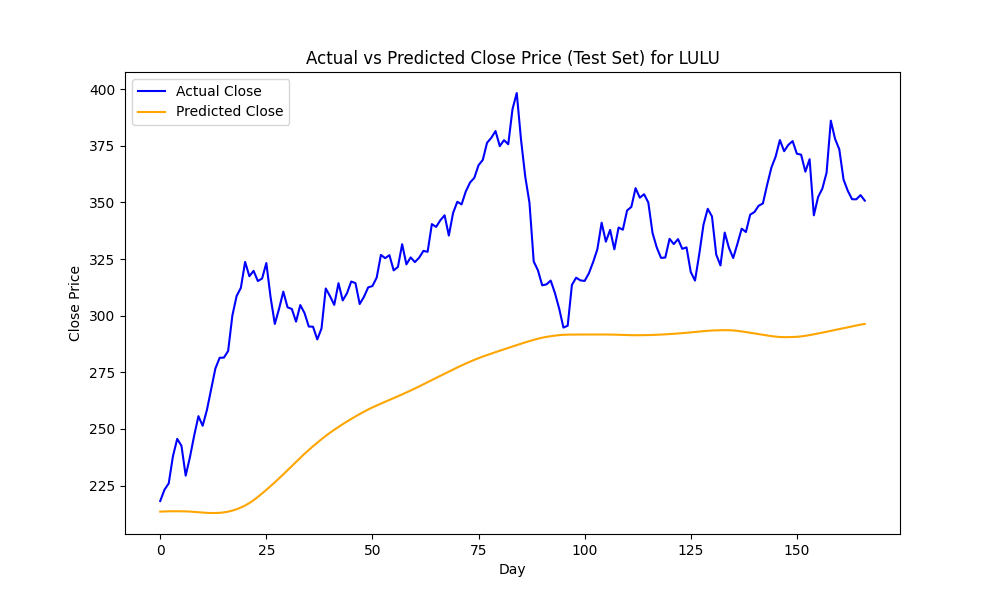 Actual vs Predicted Close Price (Test Set) for LULU
Actual Close
Predicted Close
400
375
350
325
300
275
250
225
Close Price
0 25 50 75 100 125 150
Day